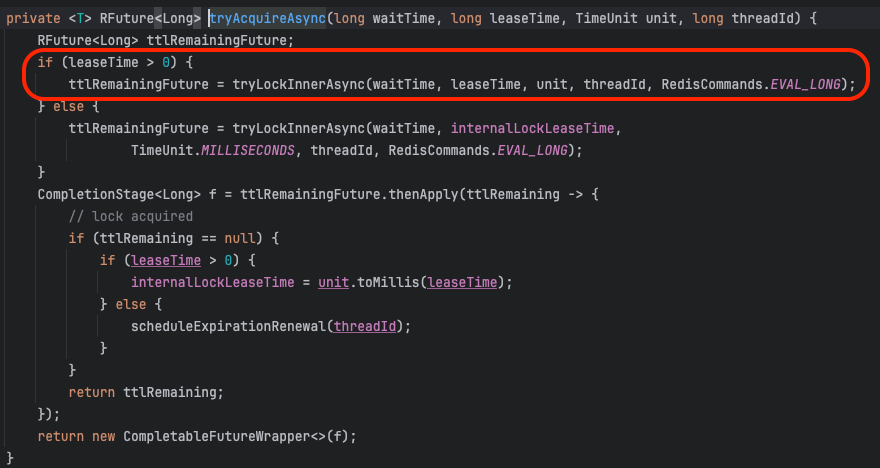 private <T> RFuture<Long> tryAcquireAsync(long waitTime, long leaseTime, TimeUnit unit, long threadId) {
    RFuture<Long> ttlRemainingFuture;
    if (leaseTime > 0) {
        ttlRemainingFuture = tryLockInnerAsync(waitTime, leaseTime, unit, threadId, RedisCommands.EVAL_LONG);
    } else {
        ttlRemainingFuture = tryLockInnerAsync(waitTime, internalLockLeaseTime,
                TimeUnit.MILLISECONDS, threadId, RedisCommands.EVAL_LONG);
    }
    CompletionStage<Long> f = ttlRemainingFuture.thenApply(ttlRemaining -> {
        // lock acquired
        if (ttlRemaining == null) {
            if (leaseTime > 0) {
                internalLockLeaseTime = unit.toMillis(leaseTime);
            } else {
                scheduleExpirationRenewal(threadId);
            }
        }
        return ttlRemaining;
    });
    return new CompletableFutureWrapper<>(f);
}